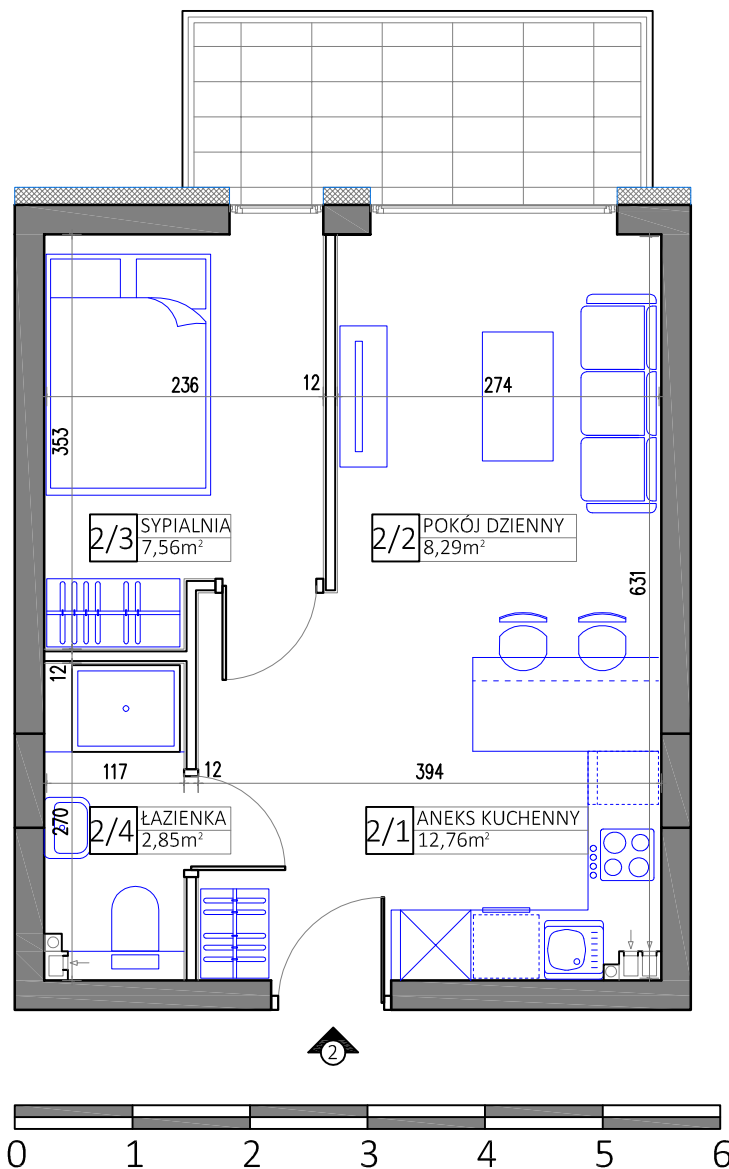 236
12
274
353
2/3
SYPIALNIA
7,56m²
2/2
POKÓJ DZIENNY
8,29m²
631
12
117
12
394
270
2/4
ŁAZIENKA
2,85m²
2/1
ANEKS KUCHENNY
12,76m²
2
0 1 2 3 4 5 6